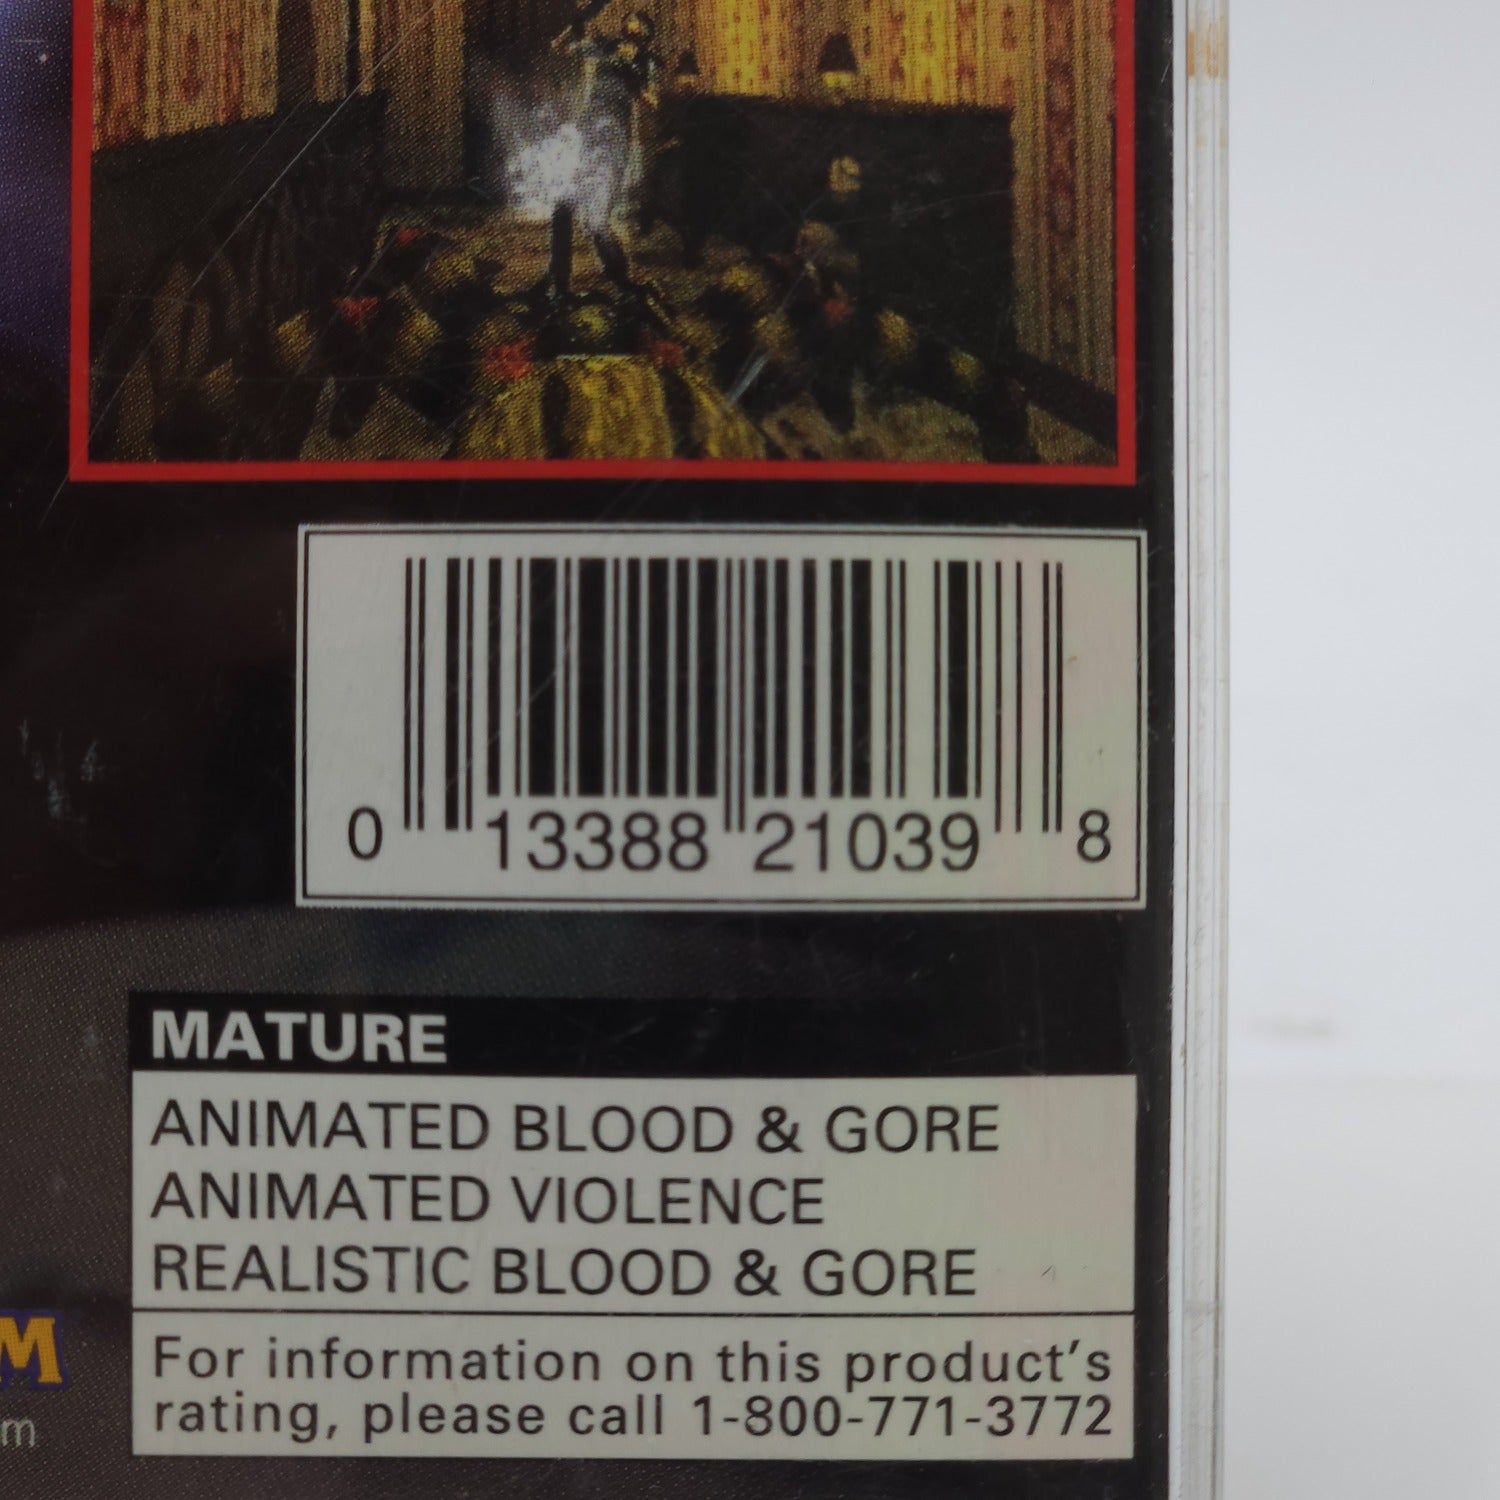 0 13388 21039 8
MATURE
ANIMATED BLOOD & GORE
ANIMATED VIOLENCE
REALISTIC BLOOD & GORE
M
For information on this product's
m
rating, please call 1-800-771-3772